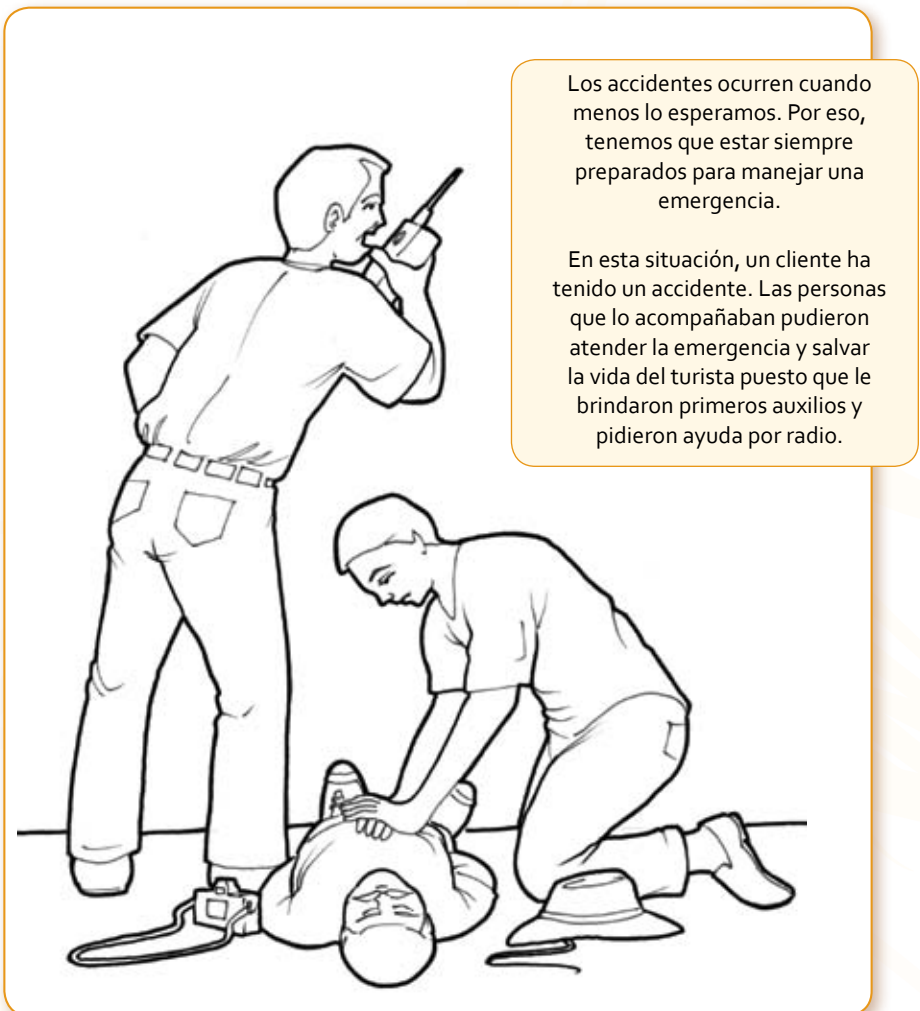 Los accidentes ocurren cuando
menos lo esperamos. Por eso,
tenemos que estar siempre
preparados para manejar una
emergencia.
En esta situación, un cliente ha
tenido un accidente. Las personas
que lo acompañaban pudieron
atender la emergencia y salvar
la vida del turista puesto que le
brindaron primeros auxilios y
pidieron ayuda por radio.